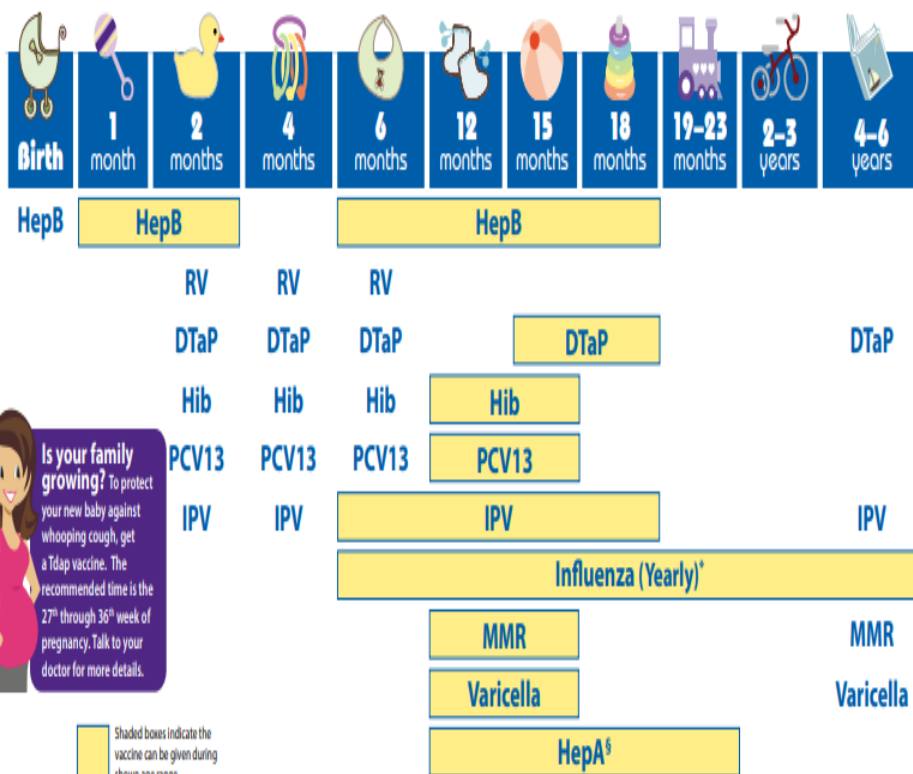 Birth
1
month
2
months
4
months
6
months
12
months
15
months
18
months
19–23
months
2–3
years
4–6
years
HepB HepB HepB
RV RV RV
DTaP DTaP DTaP DTaP DTaP
Hib Hib Hib Hib
PCV13 PCV13 PCV13 PCV13
IPV IPV IPV IPV
Influenza (Yearly)*
MMR MMR
Varicella Varicella
HepA§
Is your family
growing? To protect
your new baby against
whooping cough, get
a Tdap vaccine. The
recommended time is the
27th through 36th week of
pregnancy. Talk to your
doctor for more details.
Shaded boxes indicate the
vaccine can be given during
shown age range.